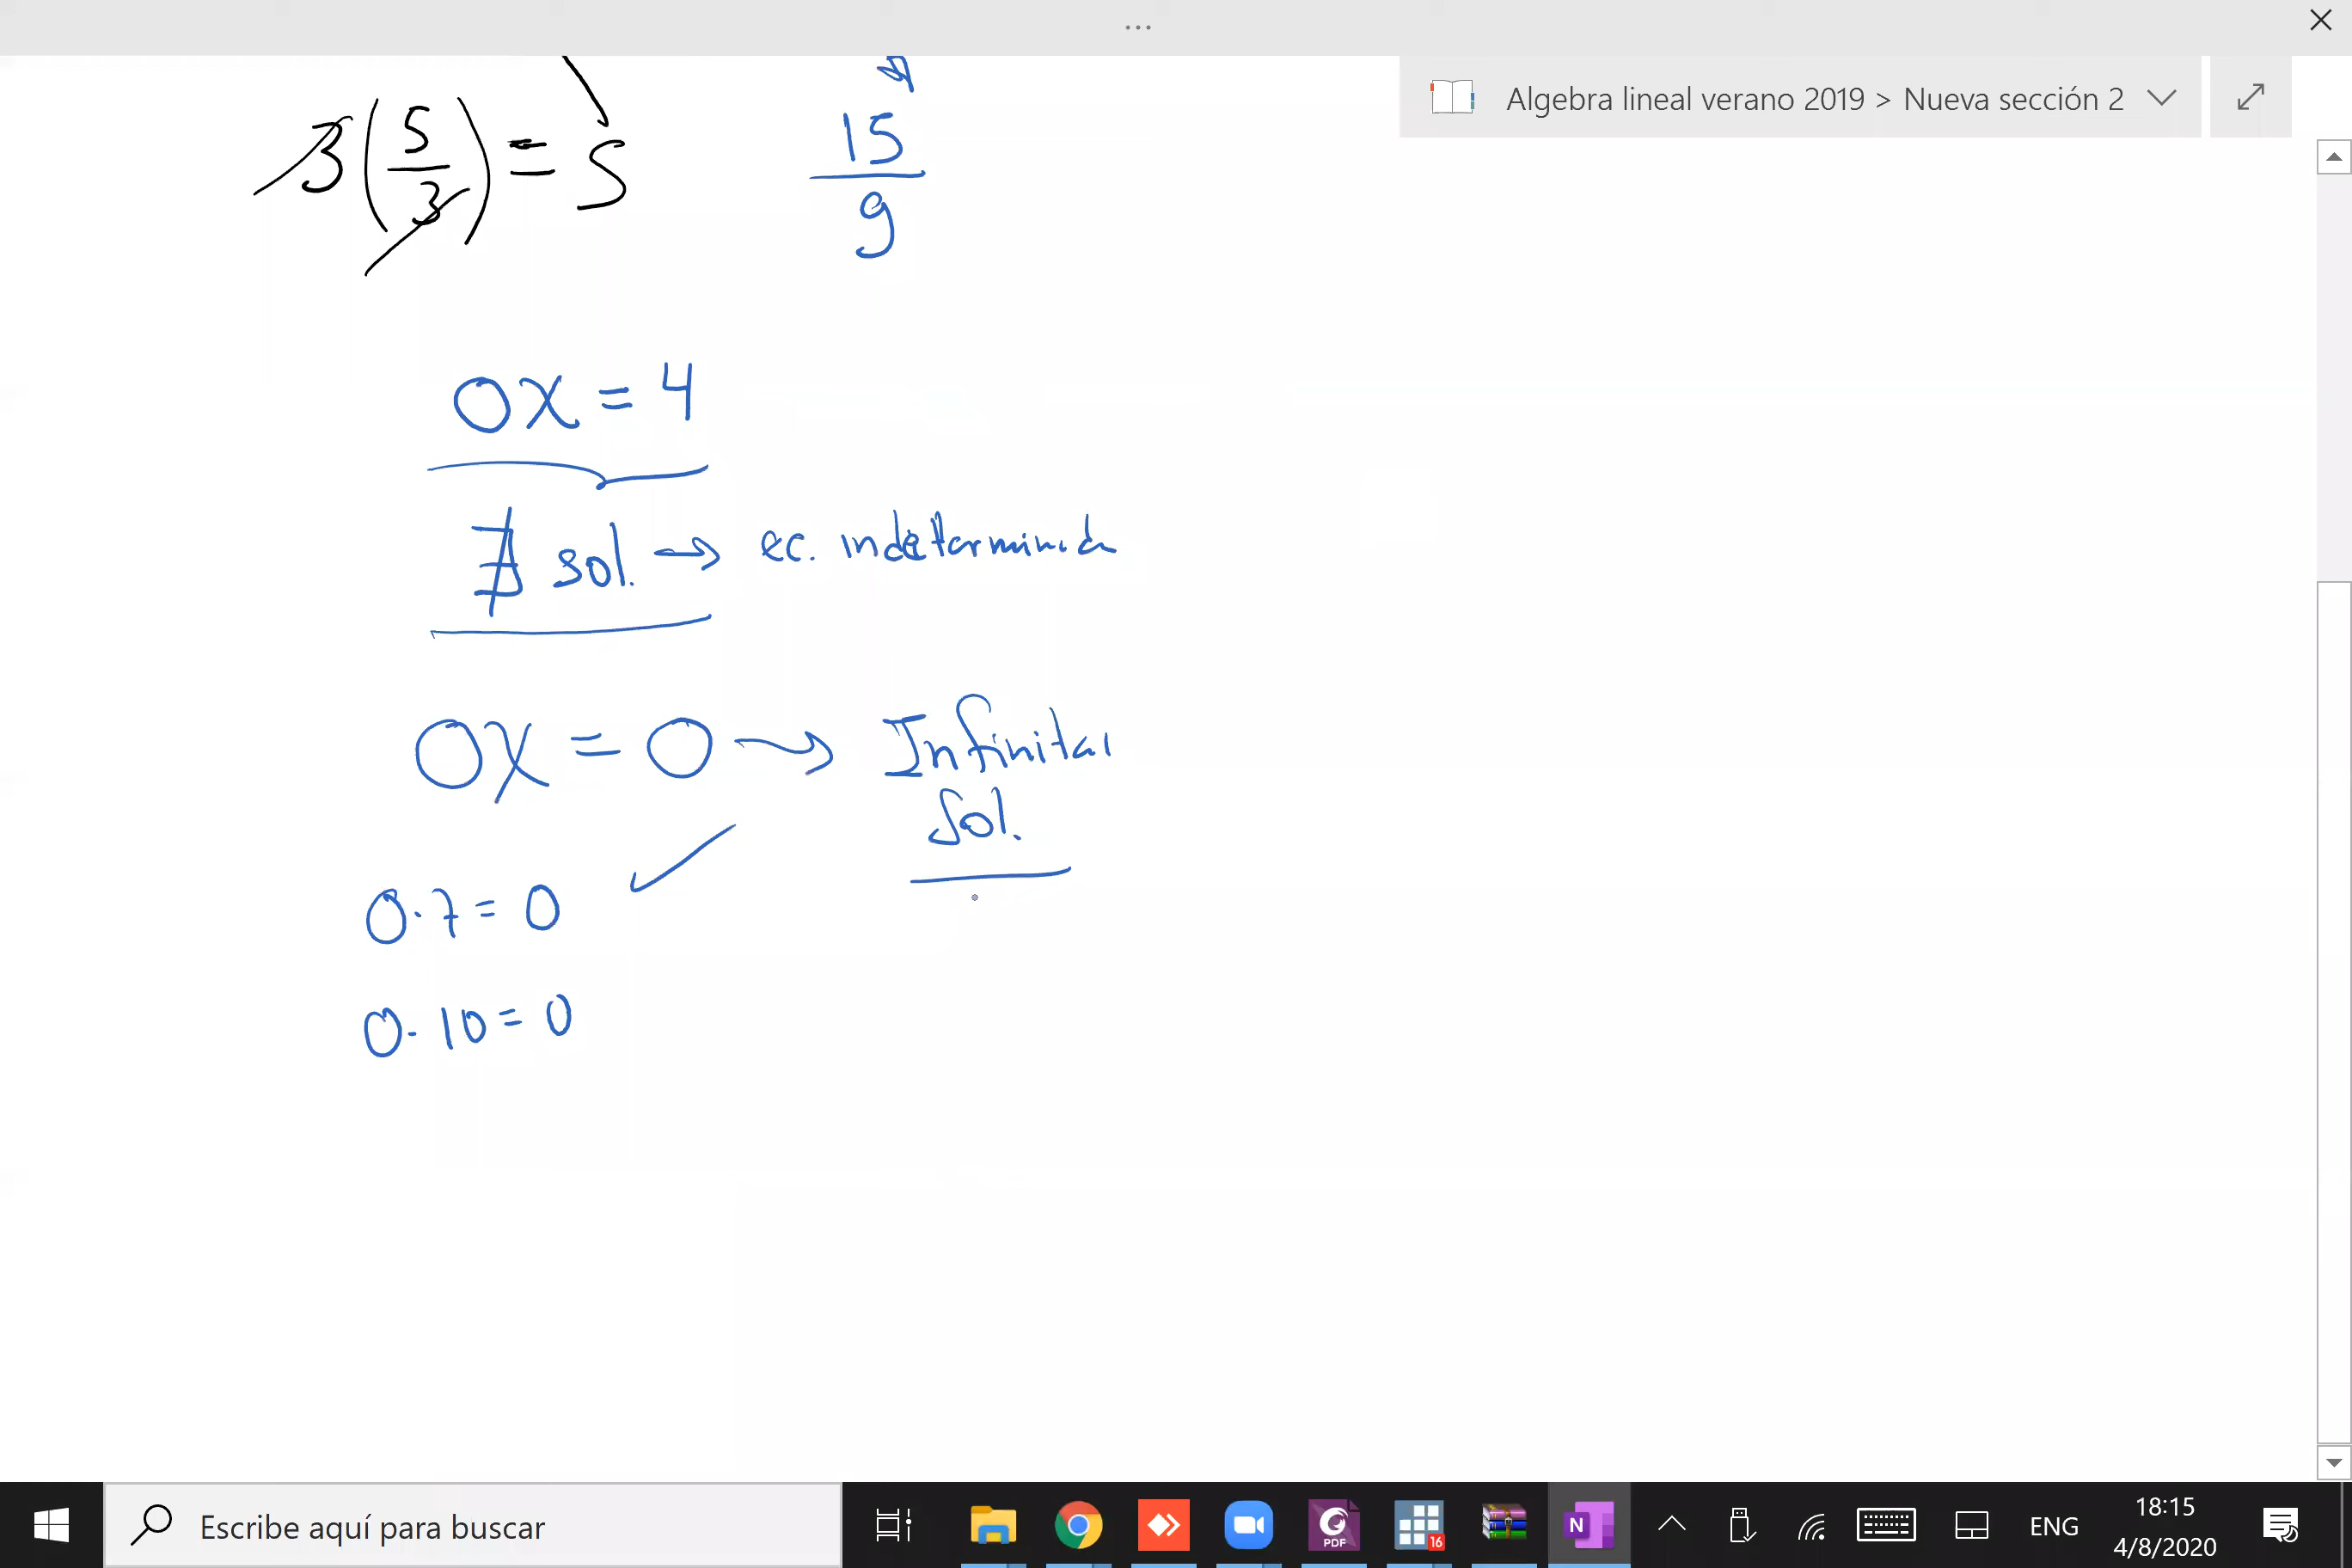 ...
Algebra lineal verano 2019 > Nueva sección 2
3(5/3) = 5
15
9
0x = 4
∄ sol. → ec. indeterminada
0x = 0 → Infinitas
sol.
0·7 = 0
0·10 = 0
Escribe aquí para buscar
PDF
16
N
ENG
18:15
4/8/2020